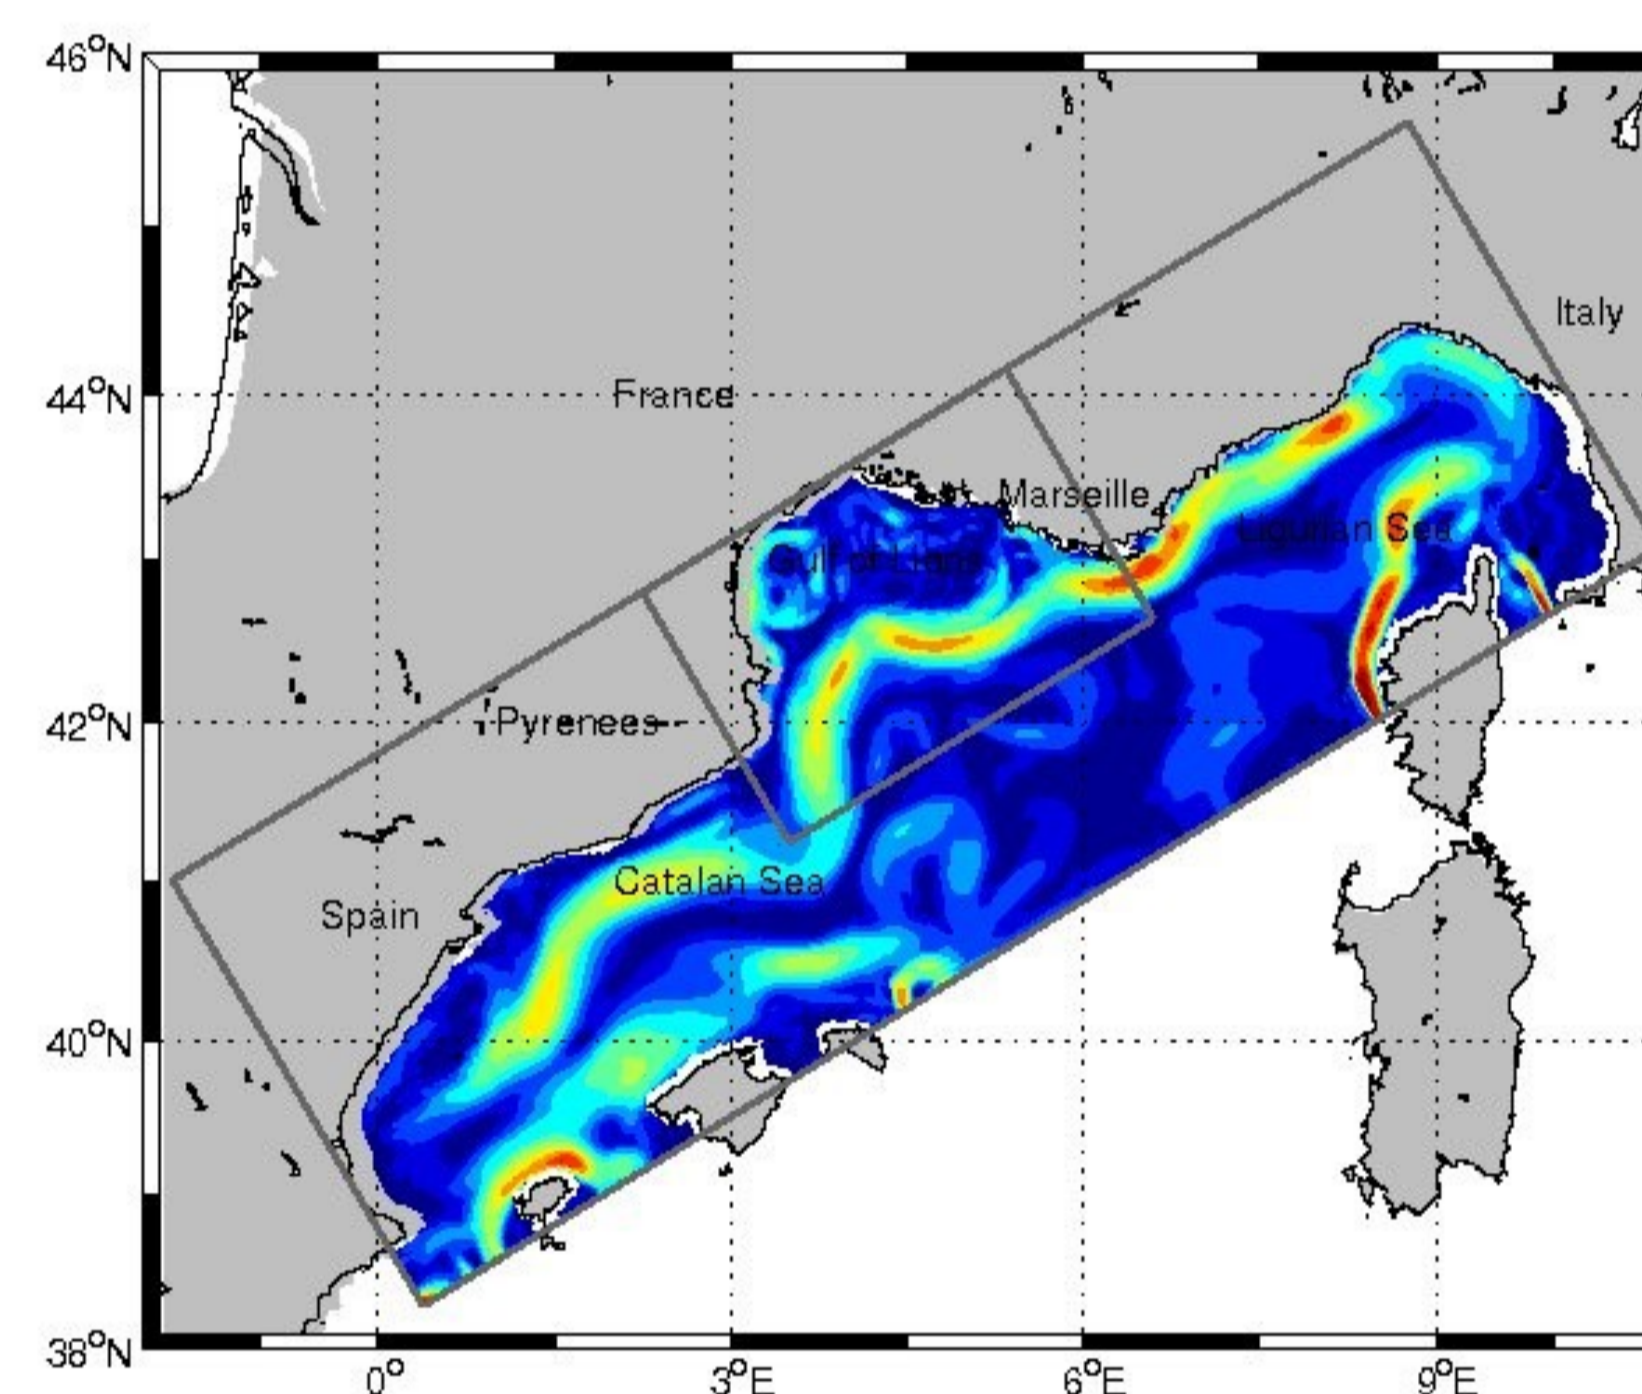 46°N
Italy
44°N
France
Marseille
Ligurian Sea
Gulf of Lions
42°N
Pyrenees
Catalan Sea
Spain
40°N
38°N
0° 3°E 6°E 9°E